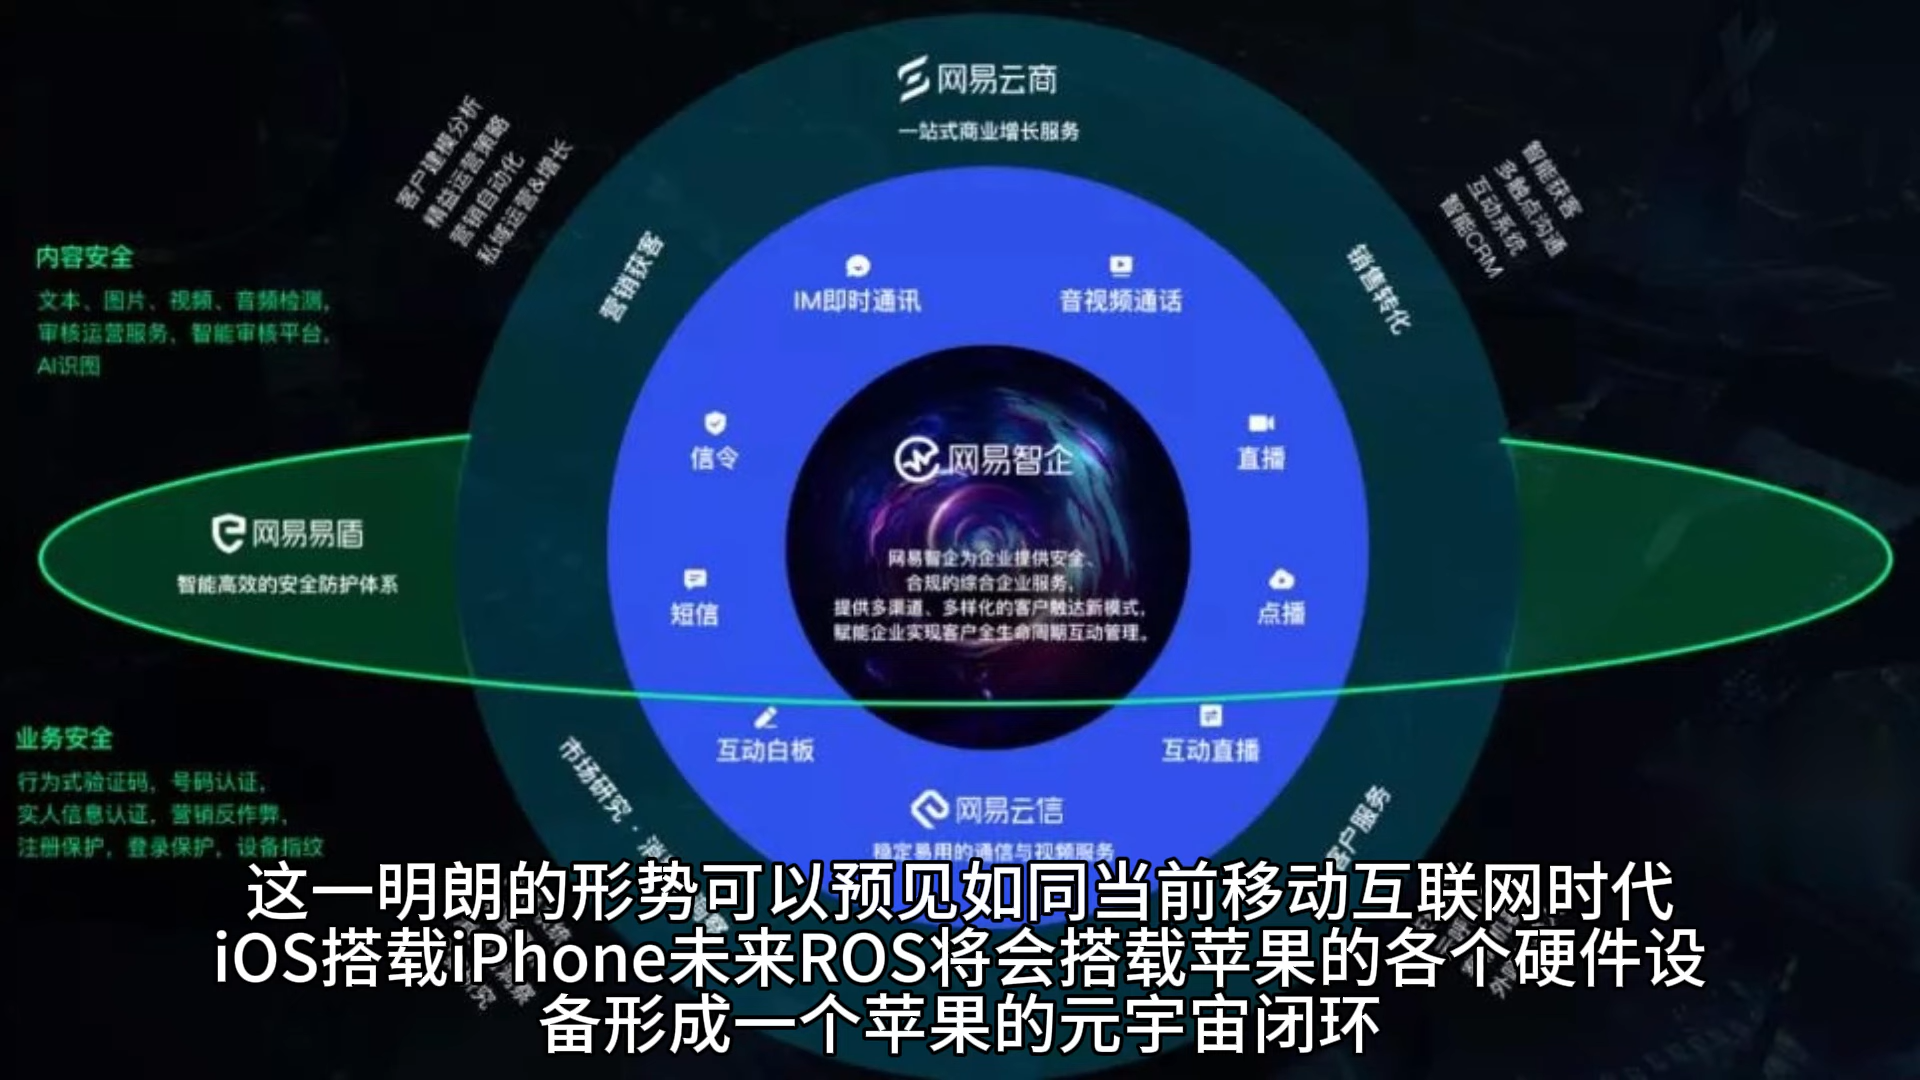 网易云商
一站式商业增长服务
客户建模分析
精益运营策略
营销自动化
私域运营&增长
智能获客
多触点沟通
互动系统
智能CRM
营销获客
销售转化
内容安全
文本、图片、视频、音频检测,
审核运营服务、智能审核平台,
AI识图
IM即时通讯
音视频通话
信令
直播
网易智企
网易智企为企业提供安全、
合规的综合企业服务,
提供多渠道、多样化的客户触达新模式,
赋能企业实现客户全生命周期互动管理。
网易易盾
智能高效的安全防护体系
短信
点播
互动白板
互动直播
业务安全
行为式验证码, 号码认证,
实人信息认证, 营销反作弊,
注册保护, 登录保护, 设备指纹
市场研究·消
客户服务
网易云信
稳定易用的通信与视频服务
这一明朗的形势可以预见如同当前移动互联网时代
iOS搭载iPhone未来ROS将会搭载苹果的各个硬件设
备形成一个苹果的元宇宙闭环